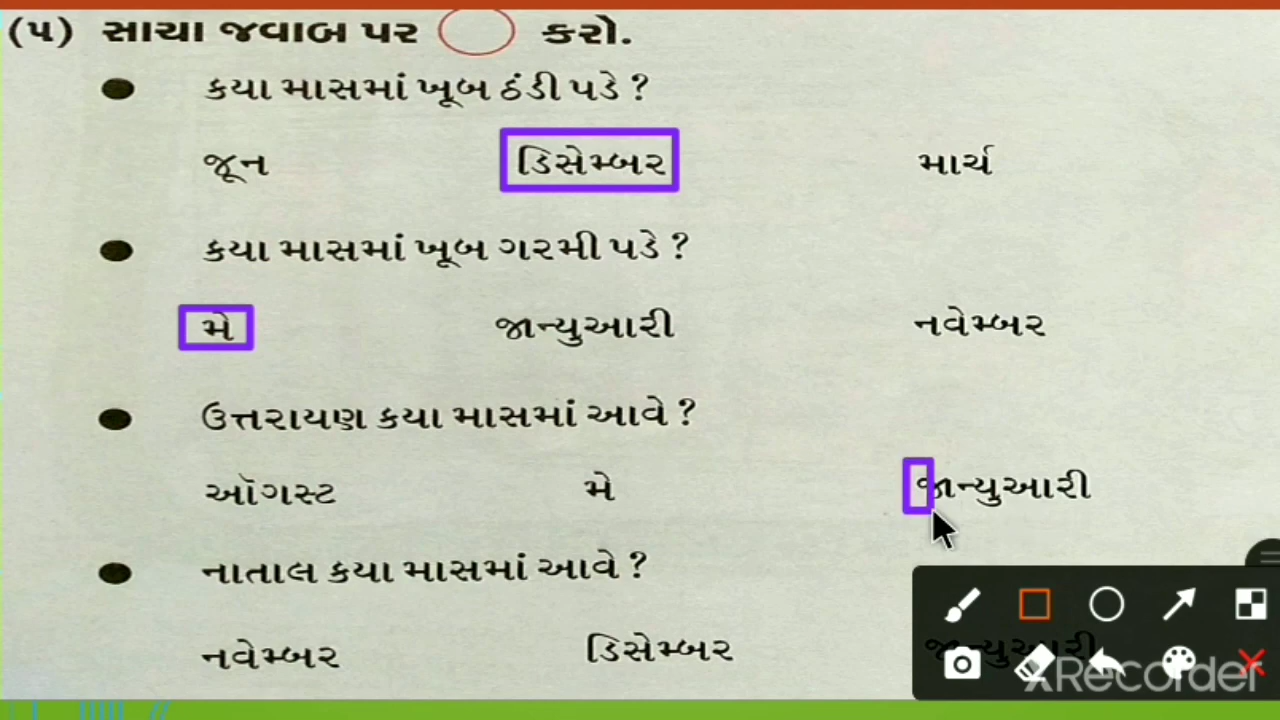 (૫) સાચા જવાબ પર કરો.
કયા માસમાં ખૂબ ઠંડી પડે ?
જૂન ડિસેમ્બર માર્ચ
કયા માસમાં ખૂબ ગરમી પડે ?
મે જાન્યુઆરી નવેમ્બર
ઉત્તરાયણ કયા માસમાં આવે ?
ઑગસ્ટ મે જાન્યુઆરી
નાતાલ કયા માસમાં આવે ?
નવેમ્બર ડિસેમ્બર જાન્યુઆરી
XRecorder